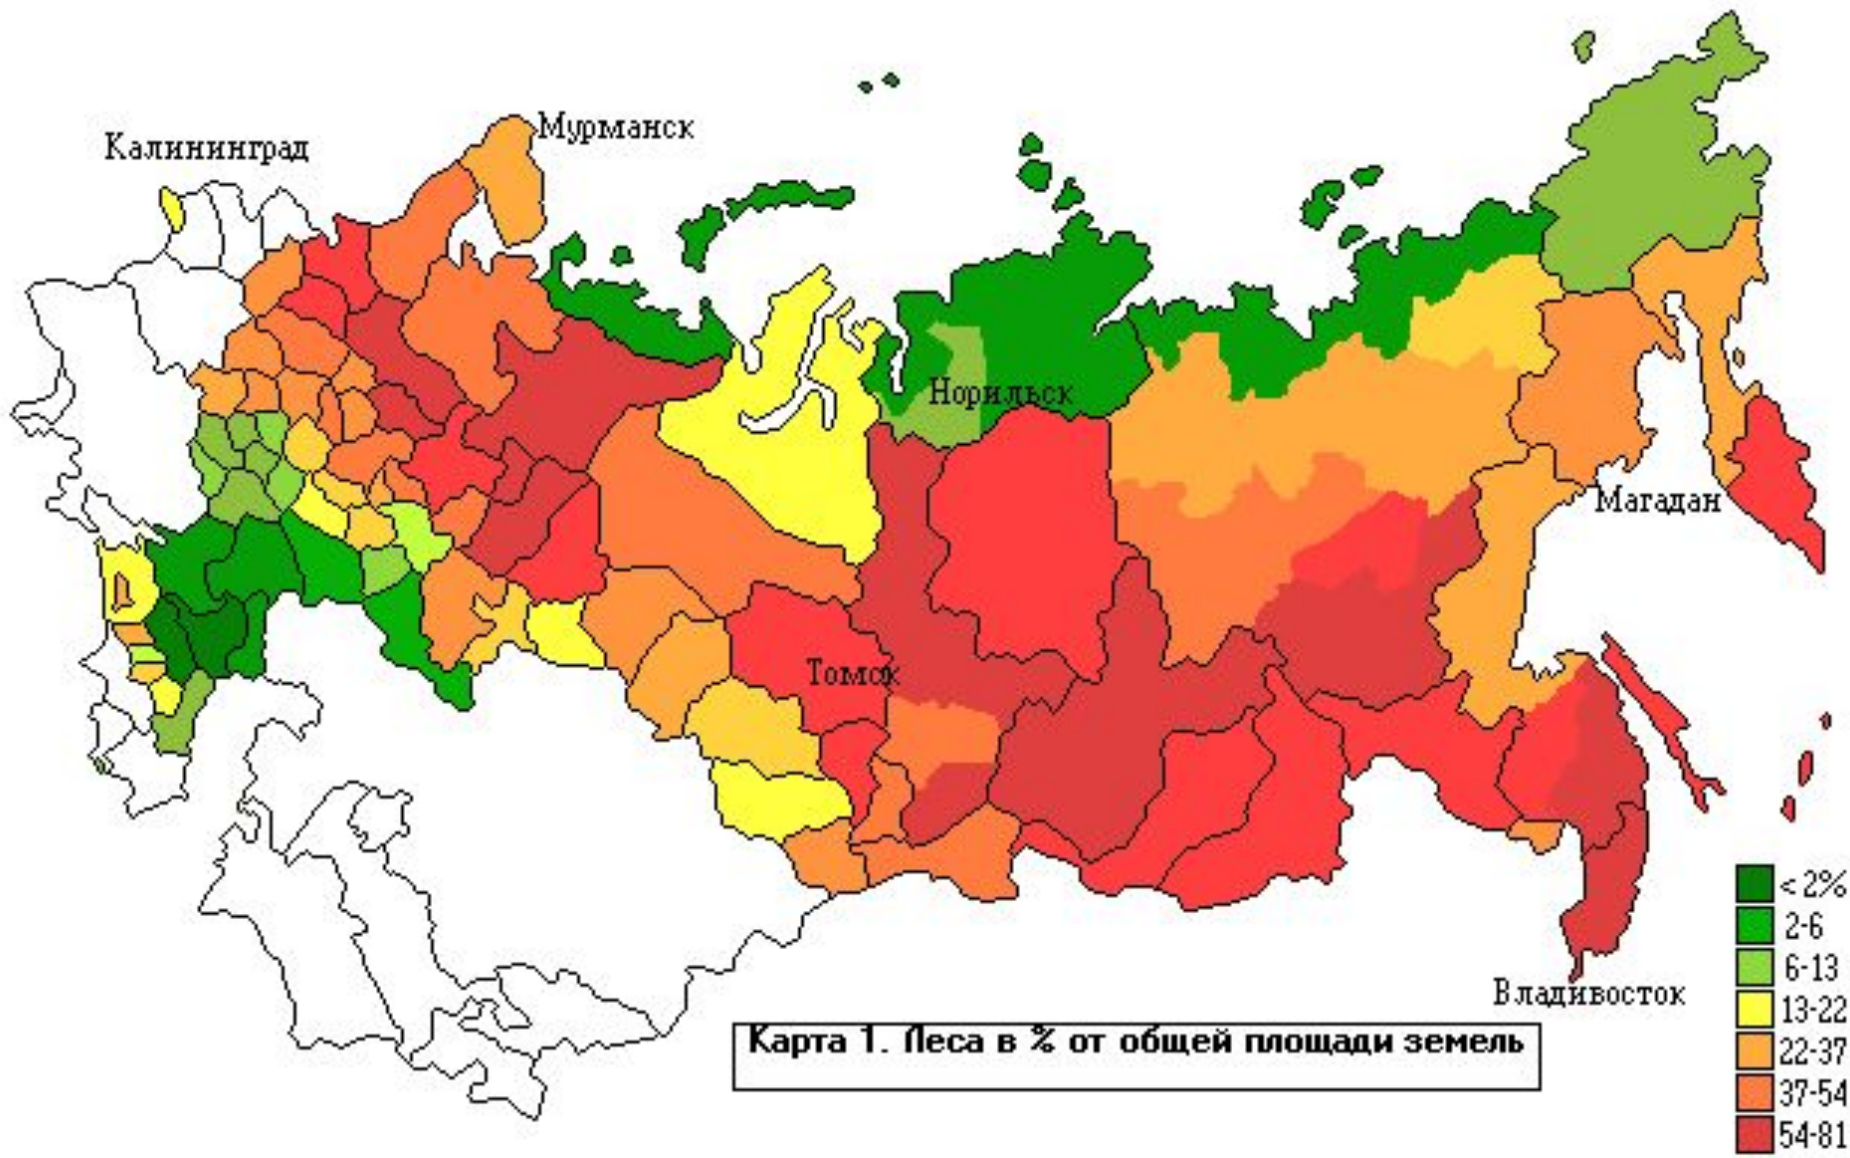 Мурманск
Калининград
Норильск
Магадан
Томск
< 2%
2-6
6-13
13-22
22-37
37-54
54-81
Владивосток
Карта 1. Леса в % от общей площади земель